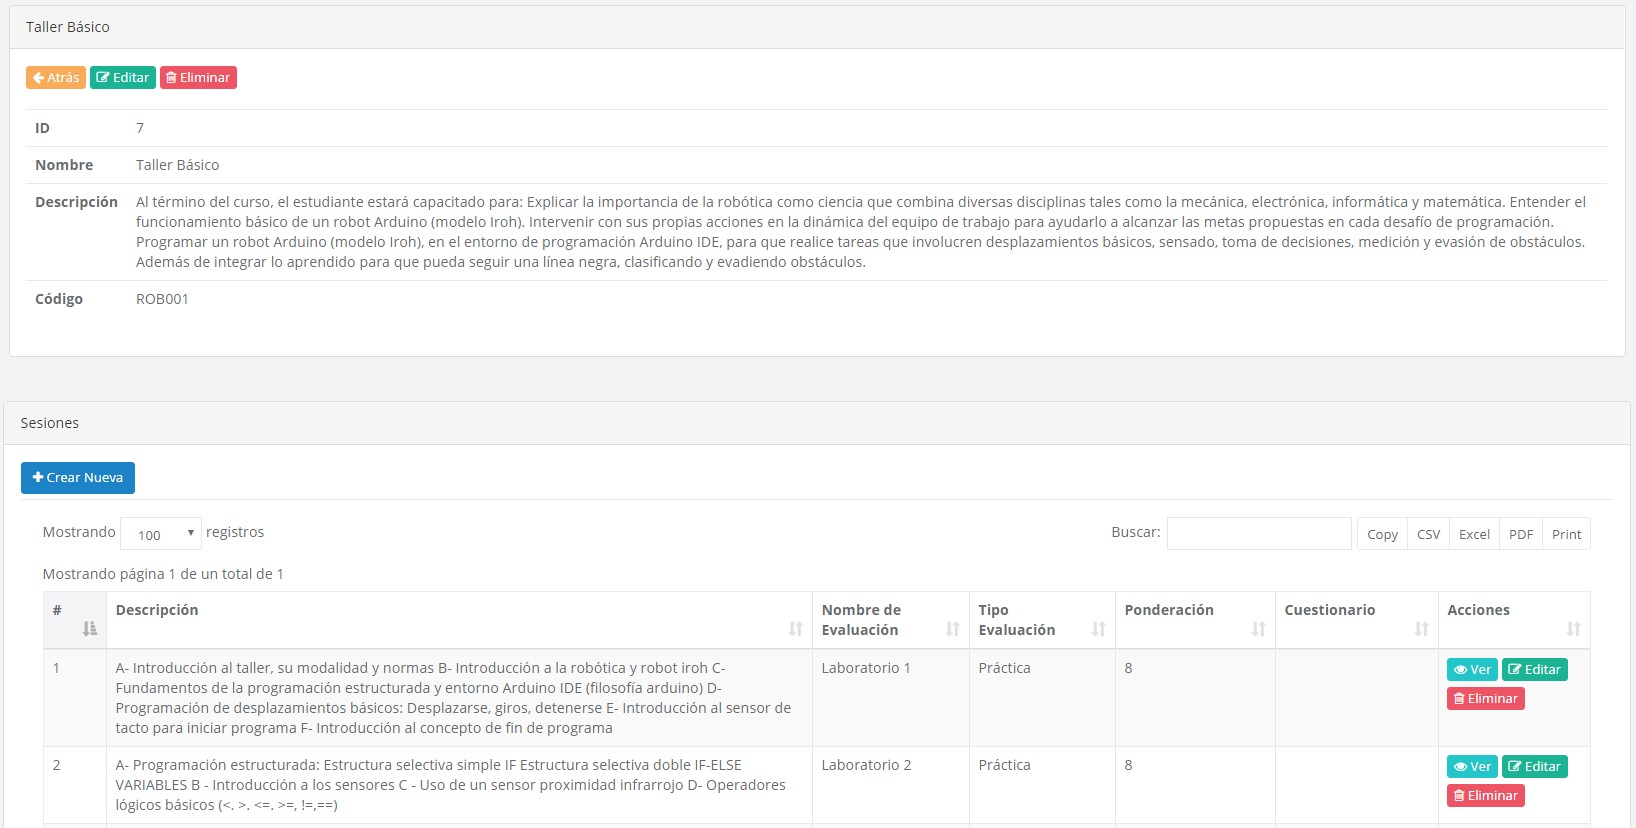 Taller Básico
Atrás Editar Eliminar
ID 7
Nombre Taller Básico
Descripción Al término del curso, el estudiante estará capacitado para: Explicar la importancia de la robótica como ciencia que combina diversas disciplinas tales como la mecánica, electrónica, informática y matemática. Entender el
funcionamiento básico de un robot Arduino (modelo Iroh). Intervenir con sus propias acciones en la dinámica del equipo de trabajo para ayudarlo a alcanzar las metas propuestas en cada desafío de programación.
Programar un robot Arduino (modelo Iroh), en el entorno de programación Arduino IDE, para que realice tareas que involucren desplazamientos básicos, sensado, toma de decisiones, medición y evasión de obstáculos.
Además de integrar lo aprendido para que pueda seguir una línea negra, clasificando y evadiendo obstáculos.
Código ROB001
Sesiones
Crear Nueva
Mostrando 100 registros Buscar: Copy CSV Excel PDF Print
Mostrando página 1 de un total de 1
# Descripción Nombre de Evaluación Tipo Evaluación Ponderación Cuestionario Acciones
1 A- Introducción al taller, su modalidad y normas B- Introducción a la robótica y robot iroh C- Laboratorio 1 Práctica 8 Ver Editar
Fundamentos de la programación estructurada y entorno Arduino IDE (filosofía arduino) D-
Programación de desplazamientos básicos: Desplazarse, giros, detenerse E- Introducción al sensor de Eliminar
tacto para iniciar programa F- Introducción al concepto de fin de programa
2 A- Programación estructurada: Estructura selectiva simple IF Estructura selectiva doble IF-ELSE Laboratorio 2 Práctica 8 Ver Editar
VARIABLES B - Introducción a los sensores C - Uso de un sensor proximidad infrarrojo D- Operadores
lógicos básicos (<. >. <=. >=, !=,==) Eliminar